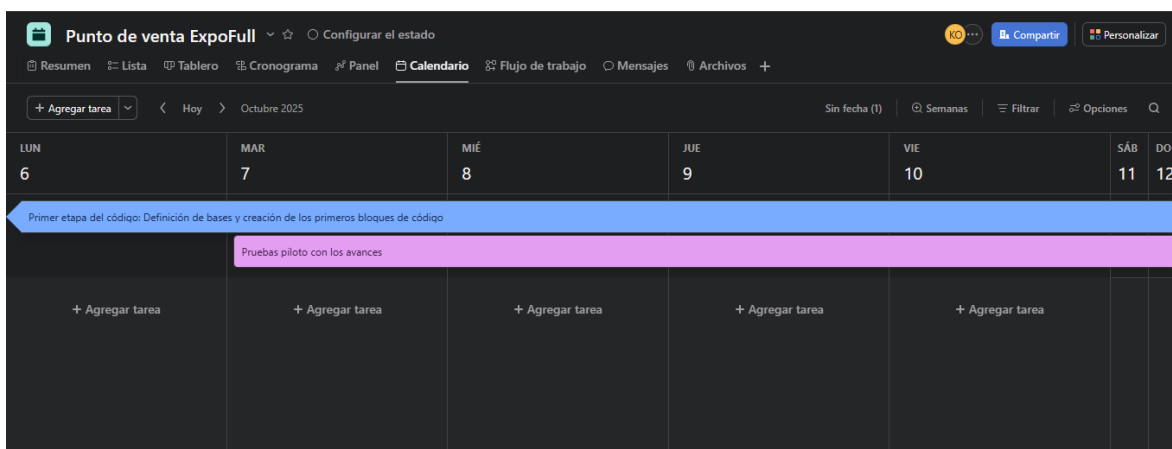 Punto de venta ExpoFull Configurar el estado KO Compartir Personalizar
Resumen Lista Tablero Cronograma Panel Calendario Flujo de trabajo Mensajes Archivos +
+ Agregar tarea Hoy Octubre 2025 Sin fecha (1) Semanas Filtrar Opciones
LUN MAR MIÉ JUE VIE SÁB DO
6 7 8 9 10 11 12
Primer etapa del código: Definición de bases y creación de los primeros bloques de código
Pruebas piloto con los avances
+ Agregar tarea + Agregar tarea + Agregar tarea + Agregar tarea + Agregar tarea